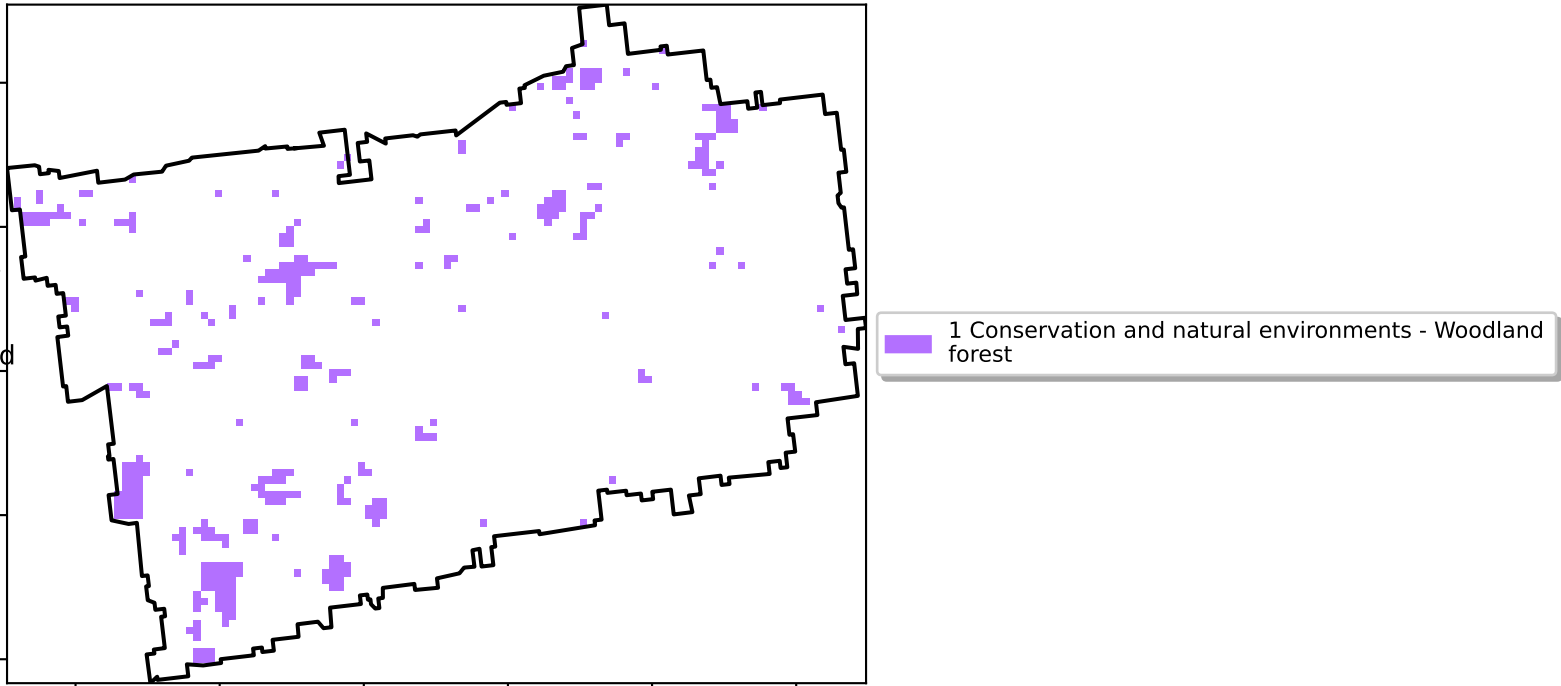 1 Conservation and natural environments - Woodland
forest
d